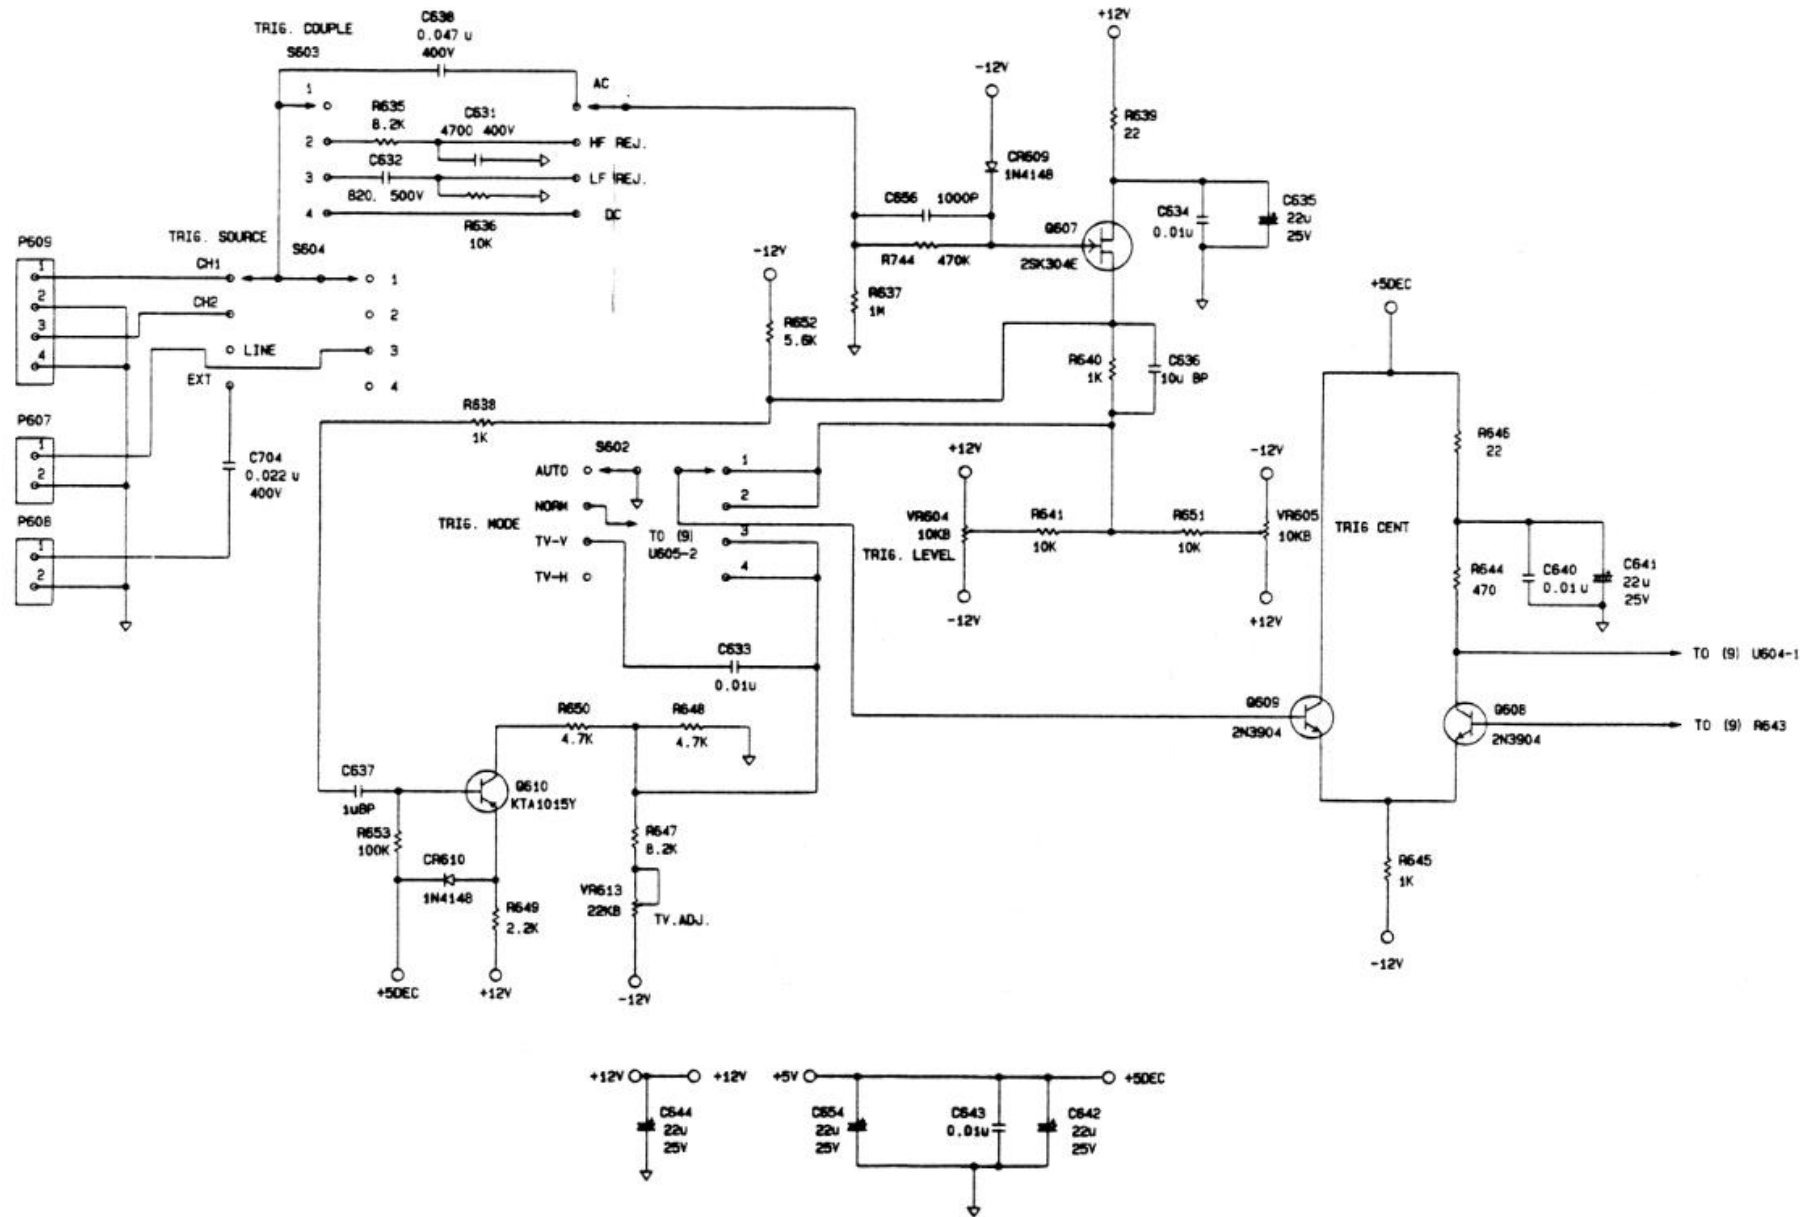 TRIG. COUPLE
S603
C638
0.047 u
400V
AC
1
R635
8.2K
C631
4700 400V
2
HF REJ.
C632
3
LF REJ.
820, 500V
4
DC
R636
10K
+12V
-12V
R639
22
CR609
1N4148
C656 1000P
C634
0.01u
C635
22u
25V
Q607
2SK304E
R744 470K
R637
1M
P609
1
2
3
4
TRIG. SOURCE
S604
CH1
1
CH2
2
LINE
3
EXT
4
-12V
R652
5.6K
R640
1K
C636
10u BP
+5DEC
P607
1
2
C704
0.022 u
400V
P608
1
2
R638
1K
S602
AUTO
1
NORM
2
TRIG. MODE
TO (9)
U605-2
TV-V
3
TV-H
4
+12V
-12V
VR604
10KB
R641
10K
R651
10K
VR605
10KB
TRIG. LEVEL
-12V
+12V
TRIG CENT
R646
22
R644
470
C640
0.01u
C641
22u
25V
TO (9) U604-1
C633
0.01u
Q609
2N3904
Q608
2N3904
TO (9) R643
R650
4.7K
R648
4.7K
C637
1uBP
Q610
KTA1015Y
R653
100K
CR610
1N4148
R649
2.2K
R647
8.2K
VR613
22KB
TV.ADJ.
R645
1K
+5DEC
+12V
-12V
-12V
+12V
+12V
+5V
+5DEC
C644
22u
25V
C654
22u
25V
C643
0.01u
C642
22u
25V